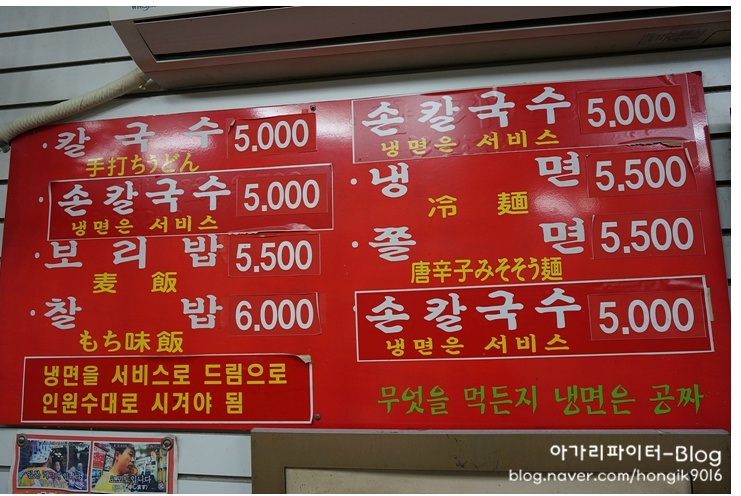 칼국수 5.000
手打ちうどん
손칼국수 5.000
냉면은 서비스
보리밥 5.500
麦飯
찰밥 6.000
もち味飯
냉면을 서비스로 드림으로
인원수대로 시겨야 됨
손칼국수 5.000
냉면은 서비스
냉면 5.500
冷麺
쫄면 5.500
唐辛子みそそう麺
손칼국수 5.000
냉면은 서비스
무엇을 먹든지 냉면은 공짜
아가리파이터-Blog
blog.naver.com/hongik9016